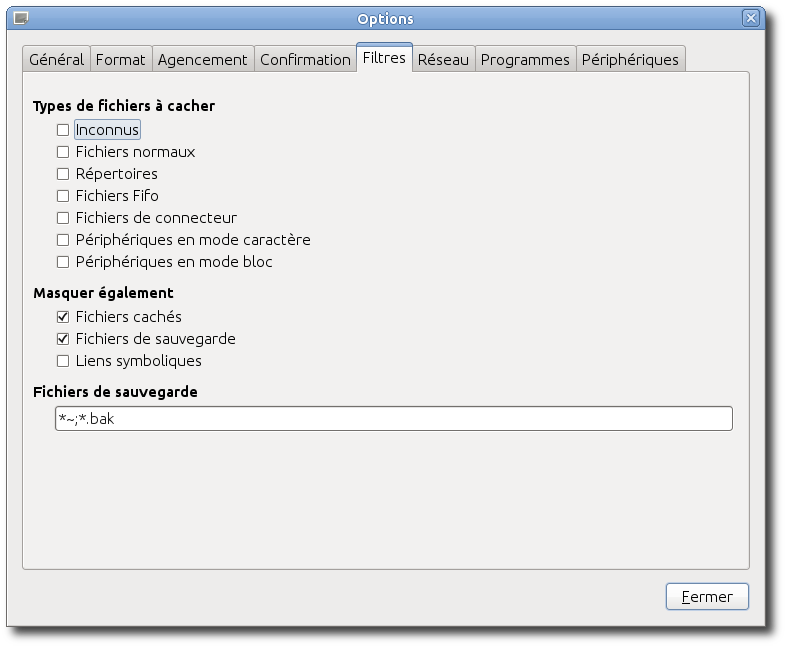 Options
Général Format Agencement Confirmation Filtres Réseau Programmes Périphériques
Types de fichiers à cacher
Inconnus
Fichiers normaux
Répertoires
Fichiers Fifo
Fichiers de connecteur
Périphériques en mode caractère
Périphériques en mode bloc
Masquer également
Fichiers cachés
Fichiers de sauvegarde
Liens symboliques
Fichiers de sauvegarde
*~;*.bak
Fermer